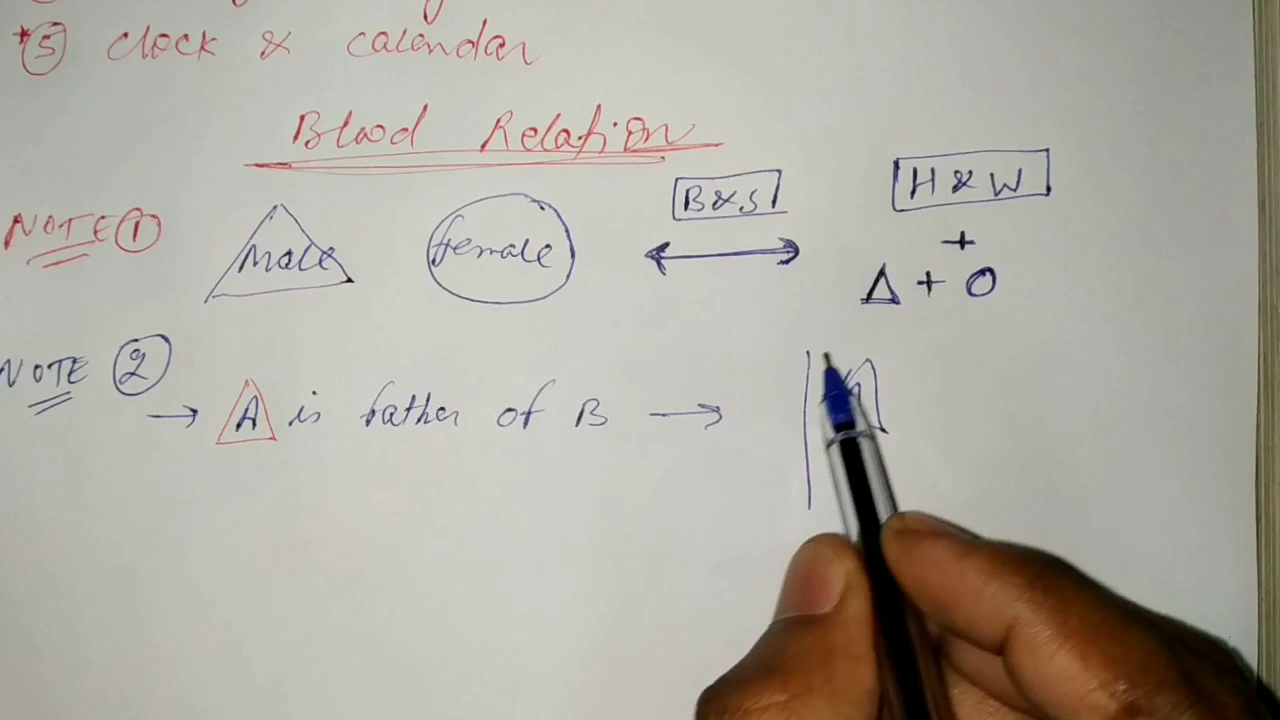 *5 Clock & calendar
Blood Relation
NOTE 1 Male female B&S H & W
+
Δ + O
NOTE 2
→ A is father of B →